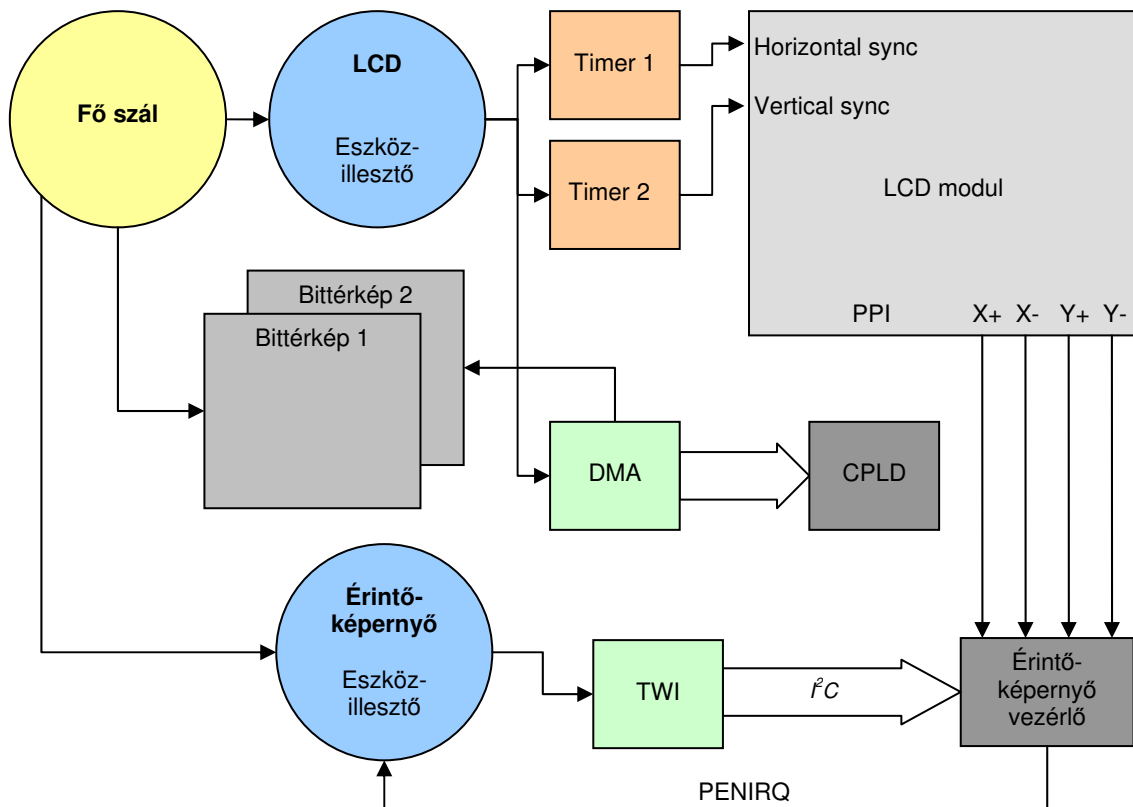 Fő szál
LCD
Eszköz-
illesztő
Timer 1
Timer 2
Horizontal sync
Vertical sync
LCD modul
PPI X+ X- Y+ Y-
Bittérkép 2
Bittérkép 1
DMA
CPLD
Érintő-
képernyő
Eszköz-
illesztő
TWI
I²C
Érintő-
képernyő
vezérlő
PENIRQ